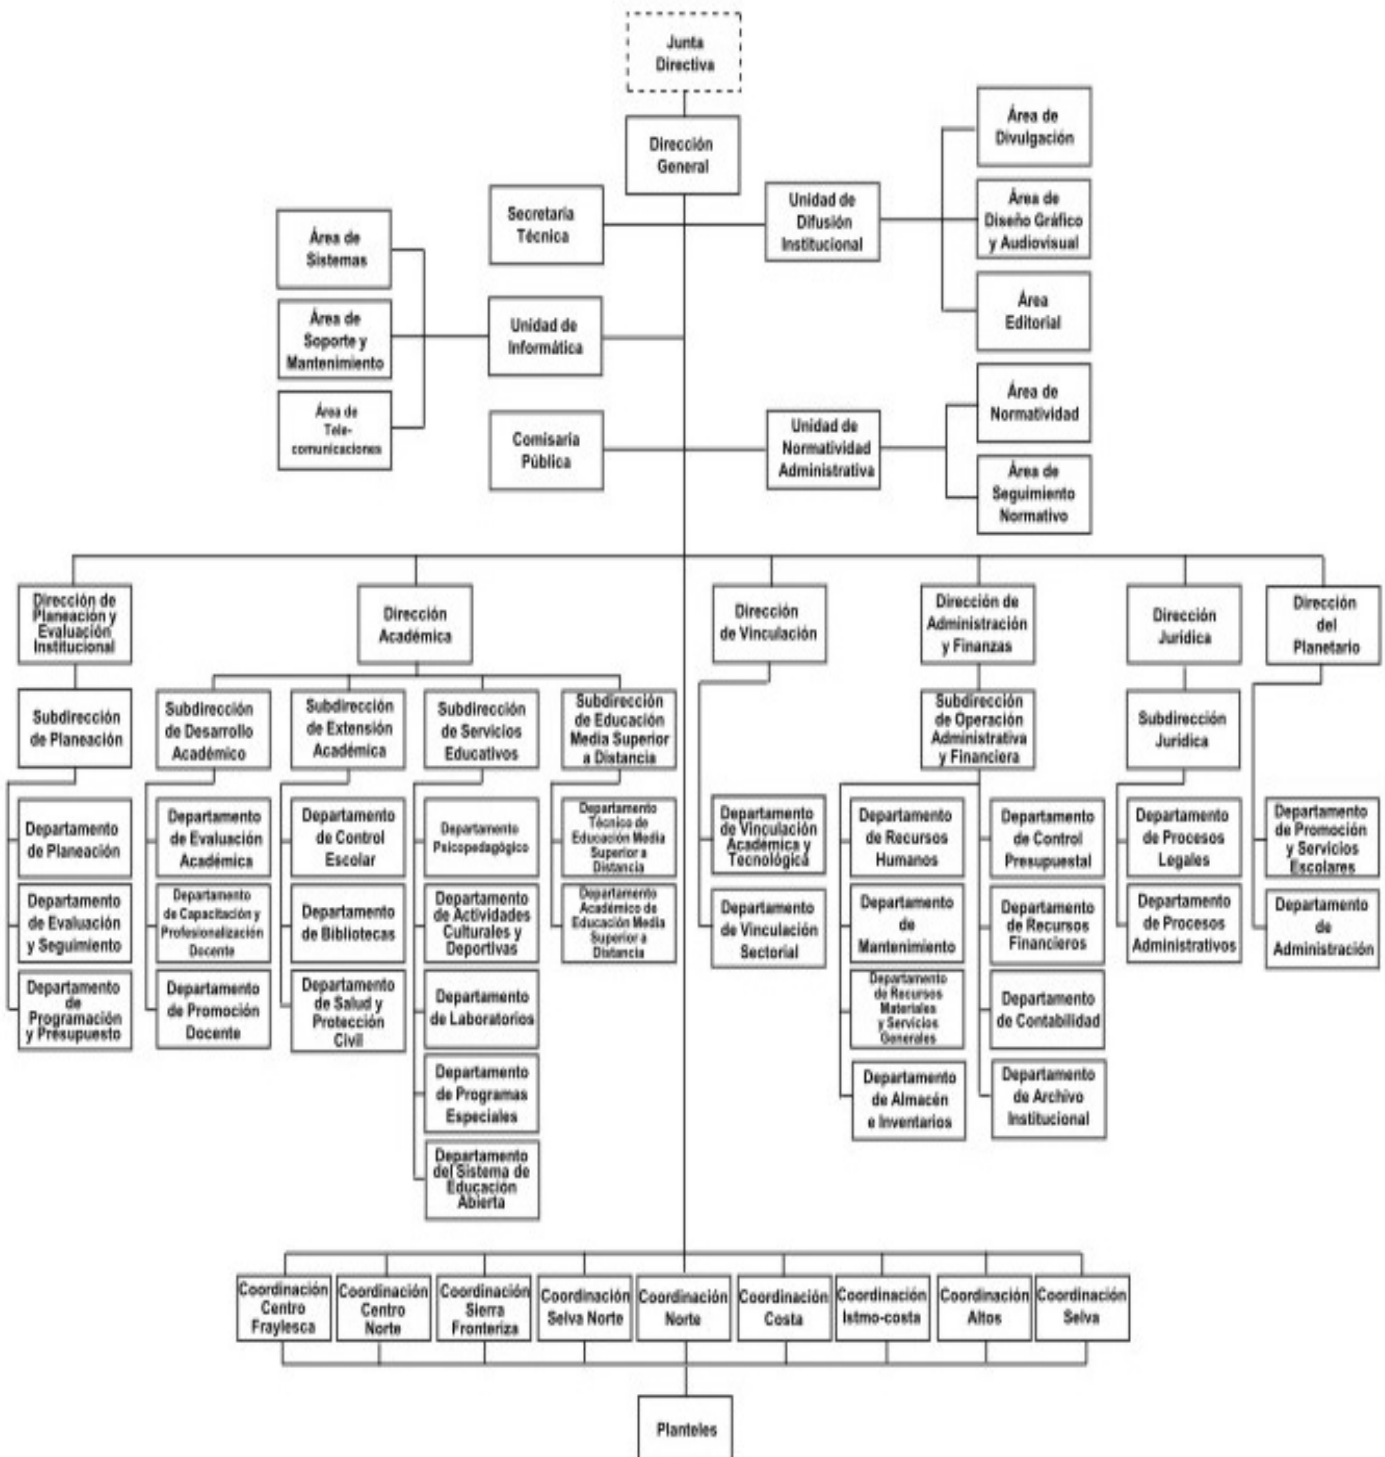 Junta
Directiva
Dirección
General
Secretaria
Técnica
Unidad de
Difusión
Institucional
Área de
Divulgación
Área de
Diseño Gráfico
y Audiovisual
Área
Editorial
Área de
Sistemas
Área de
Soporte y
Mantenimiento
Área de
Tele-
comunicaciones
Unidad de
Informática
Comisaria
Pública
Unidad de
Normatividad
Administrativa
Área de
Normatividad
Área de
Seguimiento
Normativo
Dirección de
Planeación y
Evaluación
Institucional
Dirección
Académica
Dirección
de Vinculación
Dirección de
Administración
y Finanzas
Dirección
Jurídica
Dirección
del
Planetario
Subdirección
de Planeación
Subdirección
de Desarrollo
Académico
Subdirección
de Extensión
Académica
Subdirección
de Servicios
Educativos
Subdirección
de Educación
Media Superior
a Distancia
Subdirección
de Operación
Administrativa
y Financiera
Subdirección
Jurídica
Departamento
de Planeación
Departamento
de Evaluación
y Seguimiento
Departamento
de
Programación
y Présupuesto
Departamento
de Evaluación
Académica
Departamento
de Capacitación y
Profesionalización
Docente
Departamento
de Promoción
Docente
Departamento
de Control
Escolar
Departamento
de Bibliotecas
Departamento
de Salud y
Protección
Civil
Departamento
Psicopedagógico
Departamento
de Actividades
Culturales y
Deportivas
Departamento
de Laboratorios
Departamento
de Programas
Especiales
Departamento
del Sistema de
Educación
Abierta
Departamento
Técnico de
Educación Media
Superior a
Distancia
Departamento
Académico de
Educación Media
Superior a
Distancia
Departamento
de Vinculación
Académica y
Tecnológica
Departamento
de Vinculación
Sectorial
Departamento
de Recursos
Humanos
Departamento
de
Mantenimiento
Departamento
de Recursos
Materiales
y Servicios
Generales
Departamento
de Almacén
e Inventarios
Departamento
de Control
Presupuestal
Departamento
de Recursos
Financieros
Departamento
de Contabilidad
Departamento
de Archivo
Institucional
Departamento
de Procesos
Legales
Departamento
de Procesos
Administrativos
Departamento
de Promoción
y Servicios
Escolares
Departamento
de
Administración
Coordinación
Centro
Fraylesca
Coordinación
Centro
Norte
Coordinación
Sierra
Fronteriza
Coordinación
Selva Norte
Coordinación
Norte
Coordinación
Costa
Coordinación
Istmo-costa
Coordinación
Altos
Coordinación
Selva
Planteles